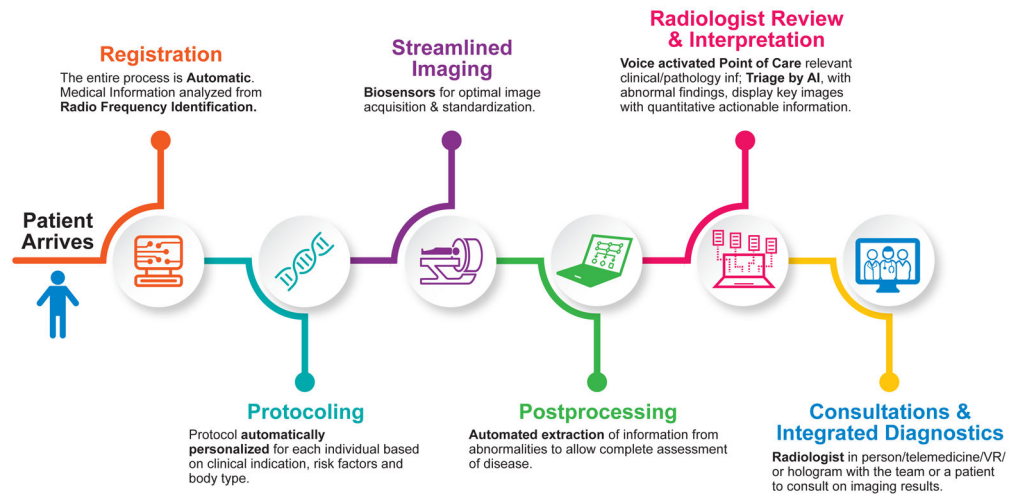 Patient
Arrives
Registration
The entire process is Automatic.
Medical Information analyzed from
Radio Frequency Identification.
Protocoling
Protocol automatically
personalized for each individual based
on clinical indication, risk factors and
body type.
Streamlined
Imaging
Biosensors for optimal image
acquisition & standardization.
Postprocessing
Automated extraction of information from
abnormalities to allow complete assessment
of disease.
Radiologist Review
& Interpretation
Voice activated Point of Care relevant
clinical/pathology inf; Triage by AI, with
abnormal findings, display key images
with quantitative actionable information.
Consultations &
Integrated Diagnostics
Radiologist in person/telemedicine/VR/
or hologram with the team or a patient
to consult on imaging results.